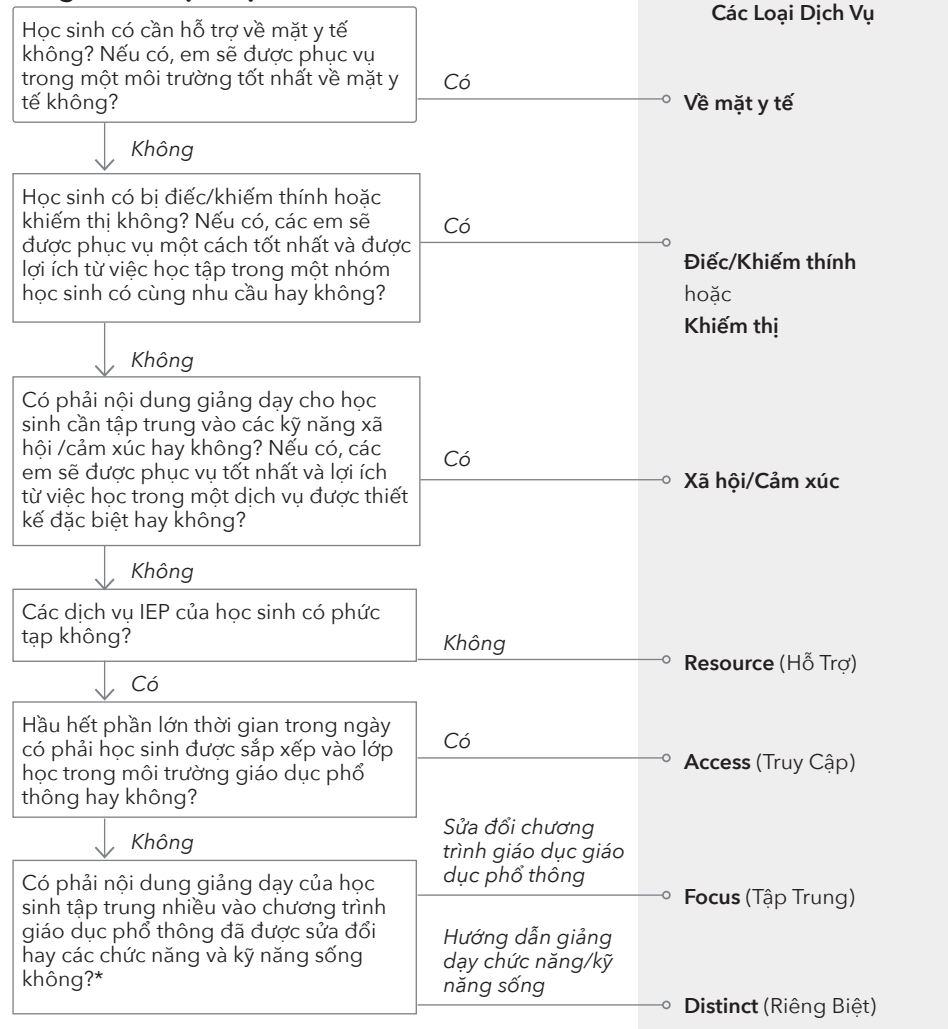 Các Loại Dịch Vụ
Học sinh có cần hỗ trợ về mặt y tế
không? Nếu có, em sẽ được phục vụ
trong một môi trường tốt nhất về mặt y
tế không?
Có
Về mặt y tế
Không
Học sinh có bị điếc/khiếm thính hoặc
khiếm thị không? Nếu có, các em sẽ
được phục vụ một cách tốt nhất và được
lợi ích từ việc học tập trong một nhóm
học sinh có cùng nhu cầu hay không?
Có
Điếc/Khiếm thính
hoặc
Khiếm thị
Không
Có phải nội dung giảng dạy cho học
sinh cần tập trung vào các kỹ năng xã
hội /cảm xúc hay không? Nếu có, các
em sẽ được phục vụ tốt nhất và lợi ích
từ việc học trong một dịch vụ được thiết
kế đặc biệt hay không?
Có
Xã hội/Cảm xúc
Không
Các dịch vụ IEP của học sinh có phức
tạp không?
Không
Resource (Hỗ Trợ)
Có
Hầu hết phần lớn thời gian trong ngày
có phải học sinh được sắp xếp vào lớp
học trong môi trường giáo dục phổ
thông hay không?
Có
Access (Truy Cập)
Không
Có phải nội dung giảng dạy của học
sinh tập trung nhiều vào chương trình
giáo dục phổ thông đã được sửa đổi
hay các chức năng và kỹ năng sống
không?*
Sửa đổi chương
trình giáo dục giáo
dục phổ thông
Focus (Tập Trung)
Hướng dẫn giảng
dạy chức năng/kỹ
năng sống
Distinct (Riêng Biệt)